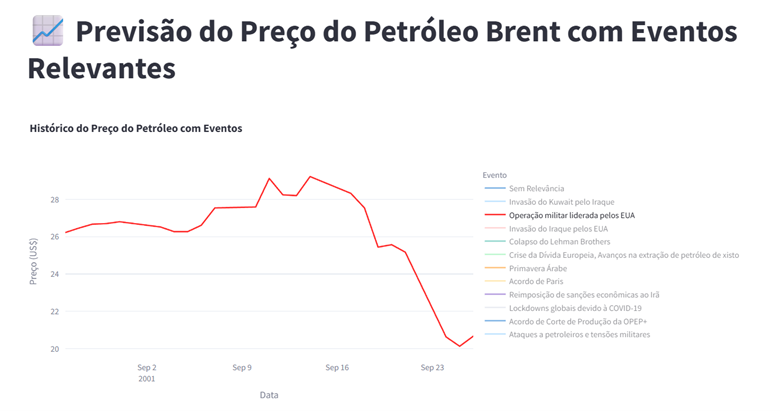 Previsão do Preço do Petróleo Brent com Eventos
Relevantes
Histórico do Preço do Petróleo com Eventos
Evento
Sem Relevância
Invasão do Kuwait pelo Iraque
Operação militar liderada pelos EUA
Invasão do Iraque pelos EUA
Colapso do Lehman Brothers
Crise da Dívida Europeia, Avanços na extração de petróleo de xisto
Primavera Árabe
Acordo de Paris
Reimposição de sanções econômicas ao Irã
Lockdowns globais devido à COVID-19
Acordo de Corte de Produção da OPEP+
Ataques a petroleiros e tensões militares
Preço (US$)
28
26
24
22
20
Sep 2
2001
Sep 9
Sep 16
Sep 23
Data